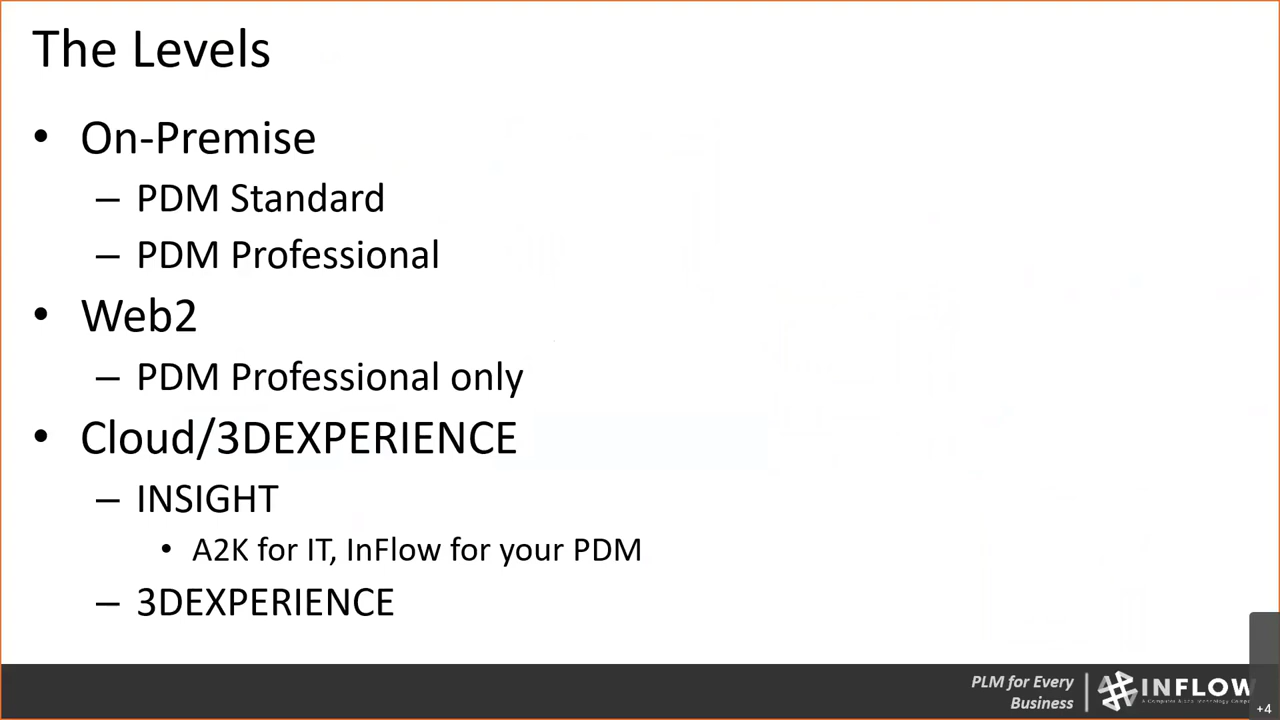 The Levels
• On-Premise
– PDM Standard
– PDM Professional
• Web2
– PDM Professional only
• Cloud/3DEXPERIENCE
– INSIGHT
• A2K for IT, InFlow for your PDM
– 3DEXPERIENCE
PLM for Every
Business
INFLOW
+4